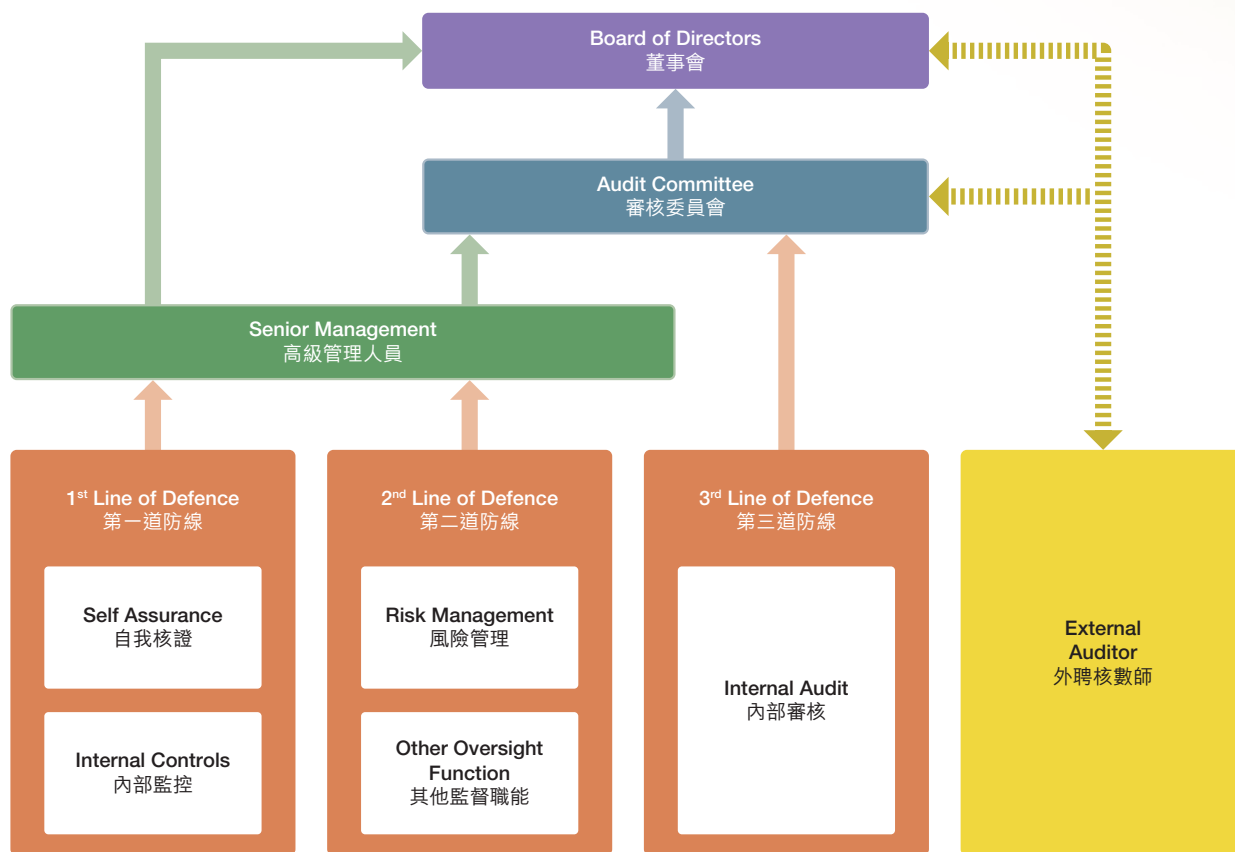 Board of Directors
董事會
Audit Committee
審核委員會
Senior Management
高級管理人員
1st Line of Defence
第一道防線
Self Assurance
自我核證
Internal Controls
內部監控
2nd Line of Defence
第二道防線
Risk Management
風險管理
Other Oversight
Function
其他監督職能
3rd Line of Defence
第三道防線
Internal Audit
內部審核
External
Auditor
外聘核數師